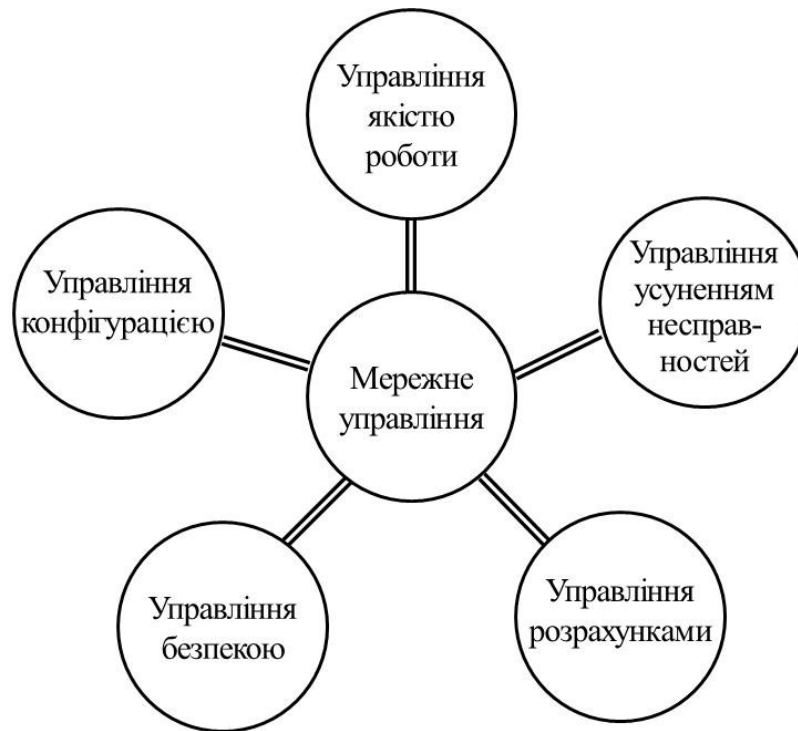 Управління
якістю
роботи
Управління
конфігурацією
Управління
усуненням
несправ-
ностей
Мережне
управління
Управління
безпекою
Управління
розрахунками